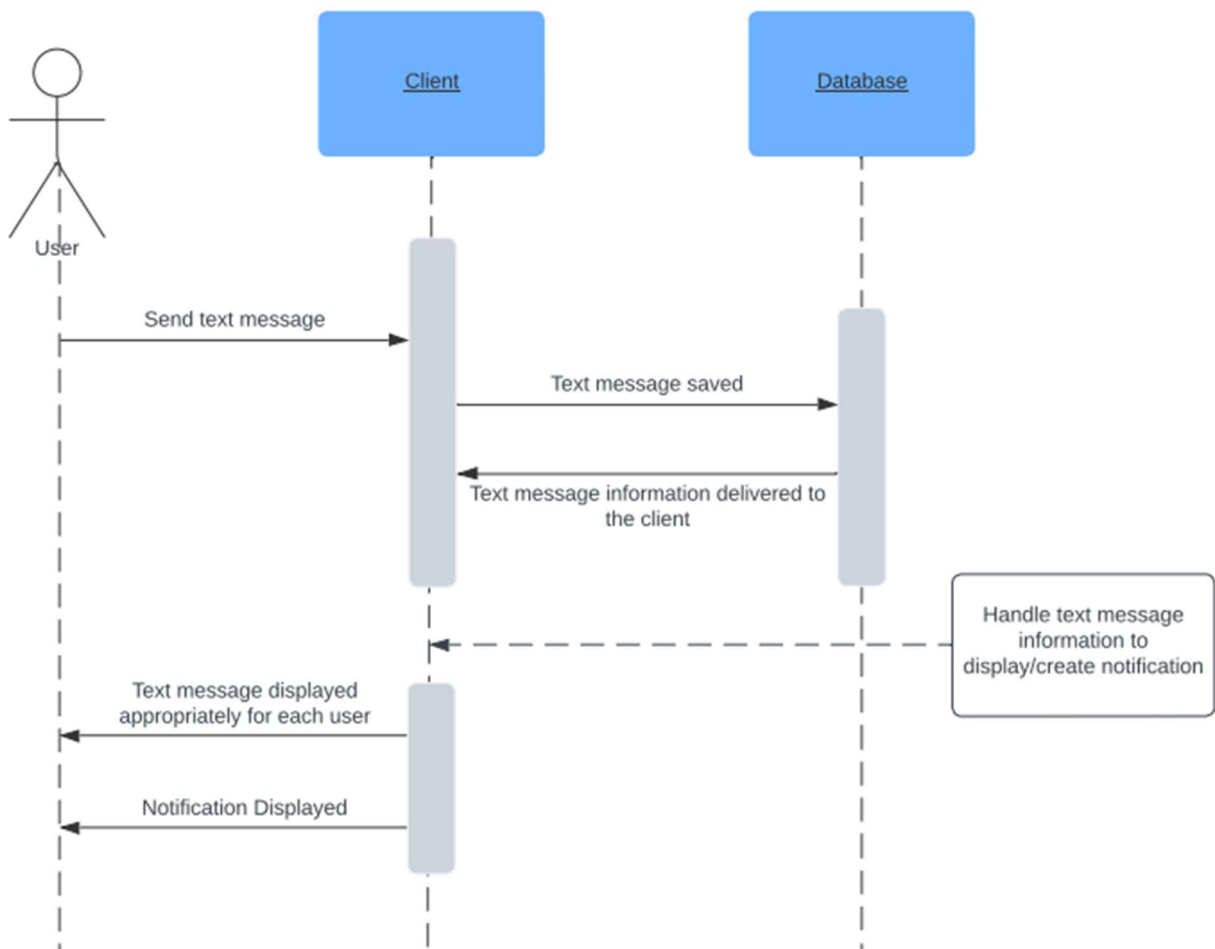 Client
Database
User
Send text message
Text message saved
Text message information delivered to
the client
Handle text message
information to
display/create notification
Text message displayed
appropriately for each user
Notification Displayed